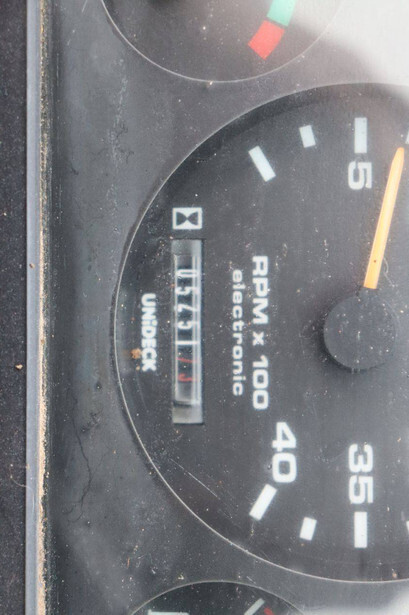 5
35
40
RPM x 100
electronic
UNiDECK